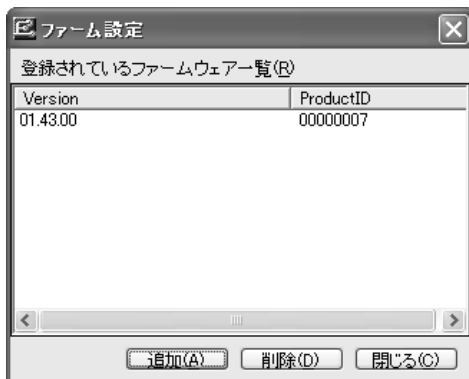 ファーム設定
登録されているファームウェアー覧(R)
Version ProductID
01.43.00 00000007
追加(A) 削除(D) 閉じる(C)